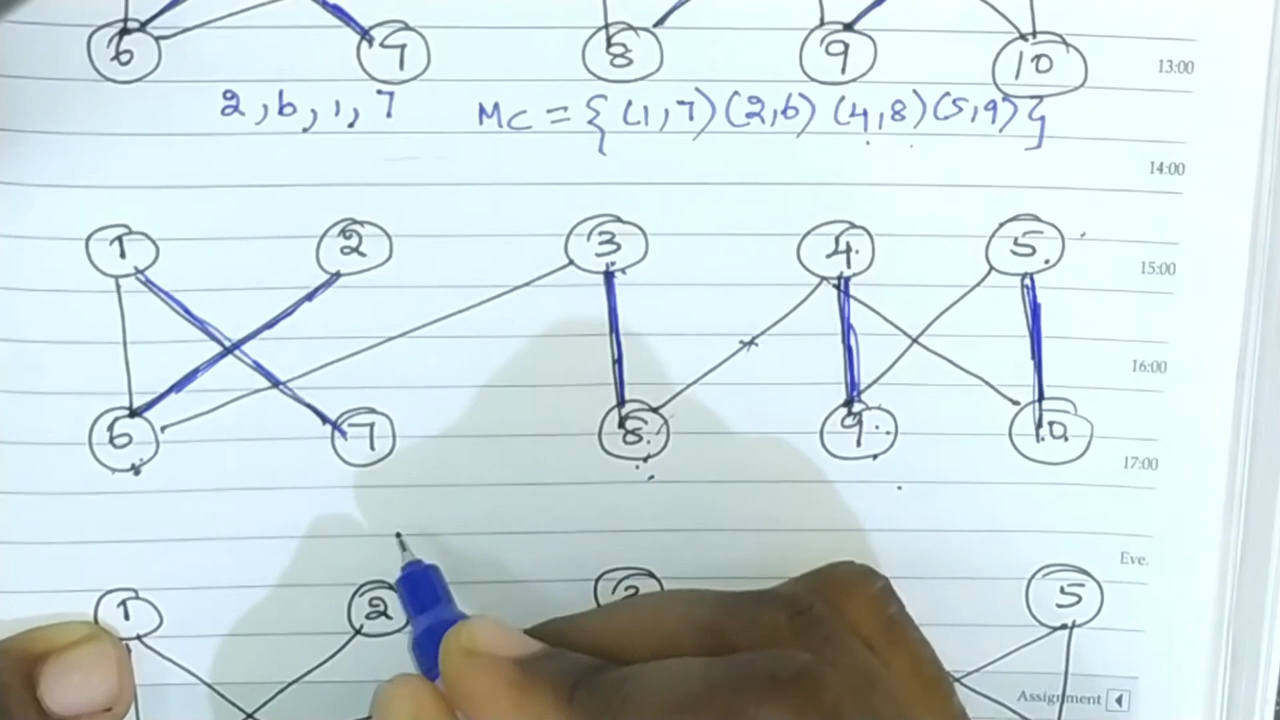 6 7 8 9 10
13:00
2, 6, 1, 7 MC = { (1,7) (2,6) (4,8) (5,9) }
14:00
1 2 3 4 5
15:00
16:00
6 7 8 9 10
17:00
Eve.
1 2 3 5
Assignment